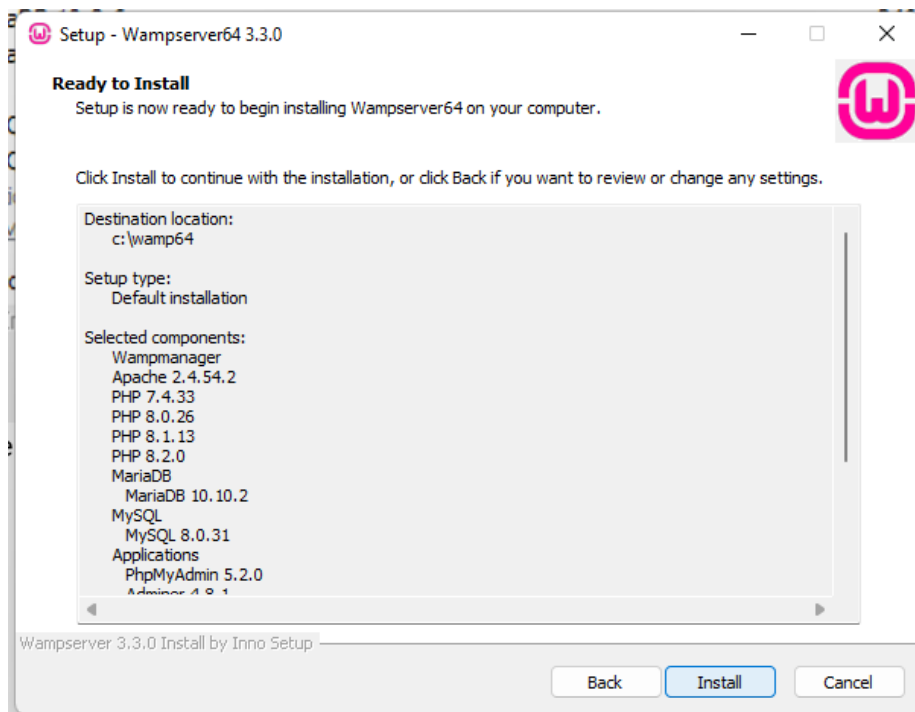 Setup - Wampserver64 3.3.0
Ready to Install
Setup is now ready to begin installing Wampserver64 on your computer.
Click Install to continue with the installation, or click Back if you want to review or change any settings.
Destination location:
c:\wamp64
Setup type:
Default installation
Selected components:
Wampmanager
Apache 2.4.54.2
PHP 7.4.33
PHP 8.0.26
PHP 8.1.13
PHP 8.2.0
MariaDB
MariaDB 10.10.2
MySQL
MySQL 8.0.31
Applications
PhpMyAdmin 5.2.0
Adminer 4.8.1
Wampserver 3.3.0 Install by Inno Setup
Back
Install
Cancel